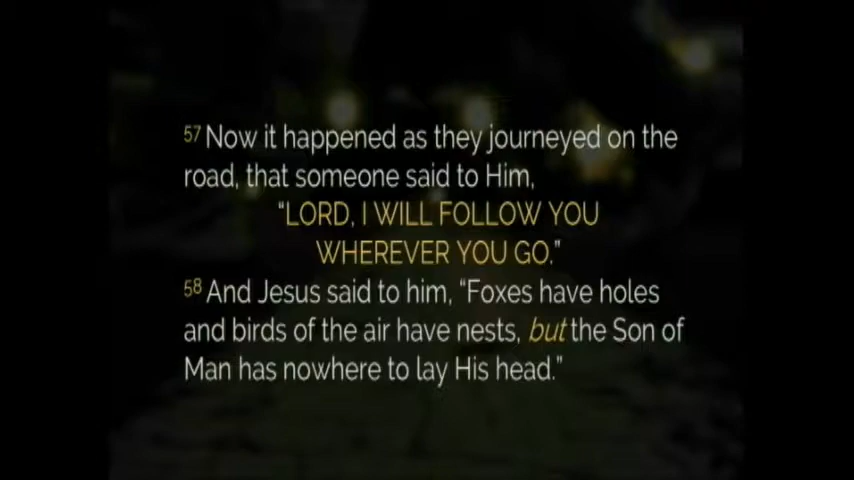 57 Now it happened as they journeyed on the
road, that someone said to Him,
“LORD, I WILL FOLLOW YOU
WHEREVER YOU GO.”
58 And Jesus said to him, “Foxes have holes
and birds of the air have nests, but the Son of
Man has nowhere to lay His head.”